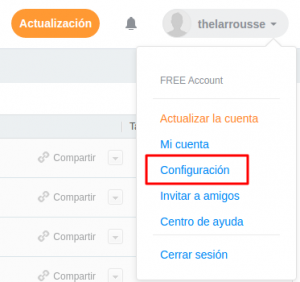 Actualización
thelarrousse
FREE Account
Ta
Actualizar la cuenta
Mi cuenta
Compartir
Configuración
Compartir
Invitar a amigos
Centro de ayuda
Compartir
Cerrar sesión
Compartir